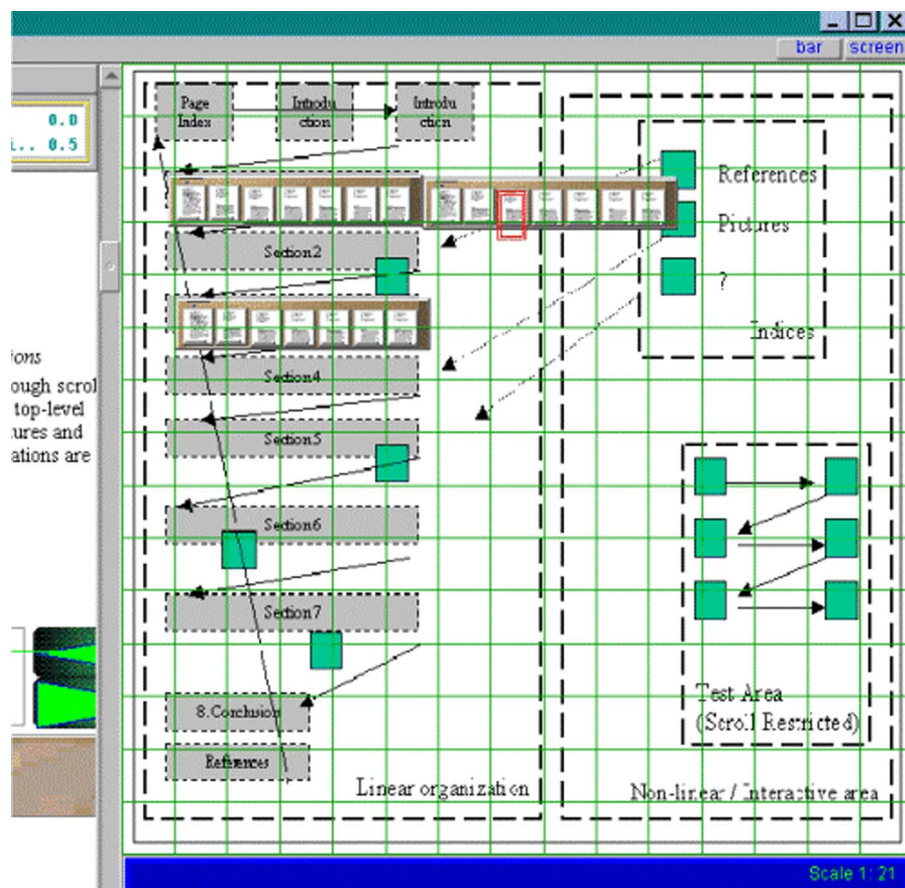 bar screen
0.0
i.. 0.5
Page
Index
Introdu
ction
Introdu
ction
References
Pictures
?
Indices
Section2
Section4
Section5
Section6
Section7
8.Conclusion
References
Linear organization
Test Area
(Scroll Restricted)
Non-linear / Interactive area
ions
ough scrol
top-level
ures and
ations are
Scale 1: 21